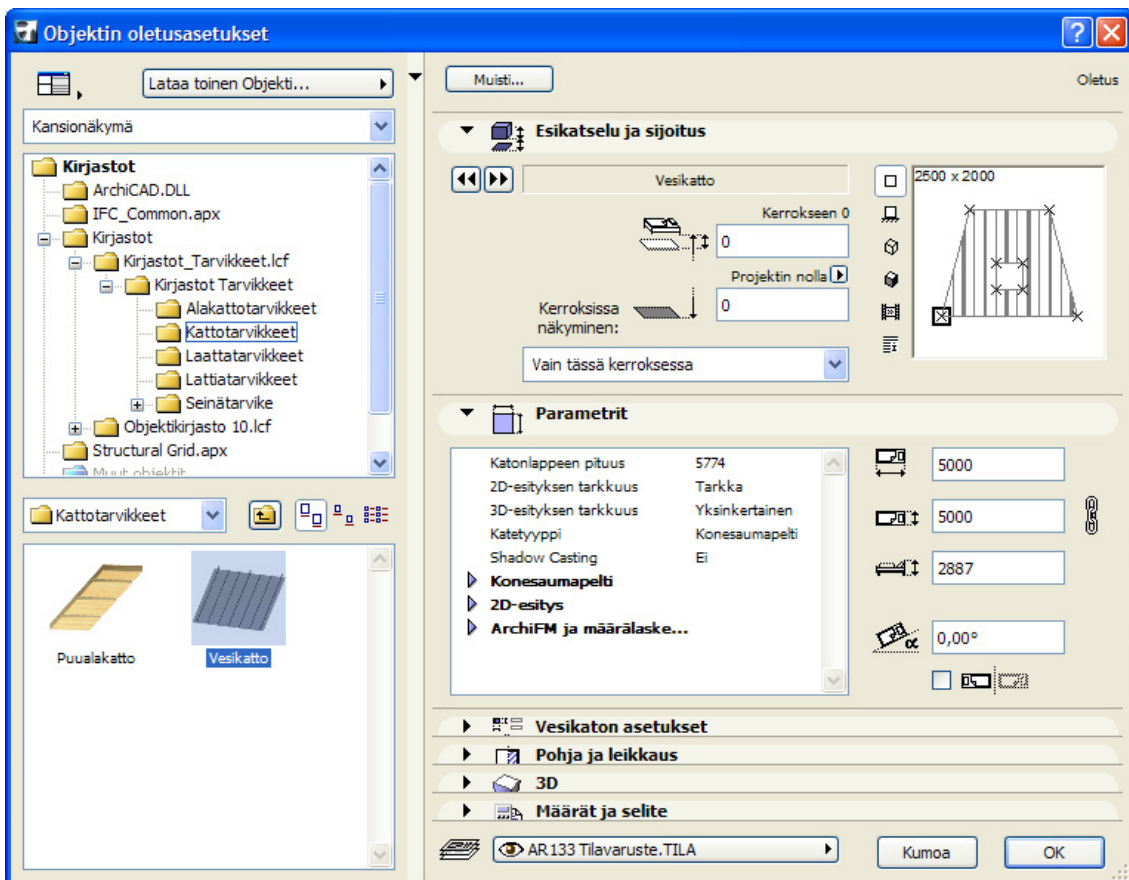 Objektin oletusasetukset
Lataa toinen Objekti...
Kansionäkymä
Kirjastot
ArchiCAD.DLL
IFC_Common.apx
Kirjastot
Kirjastot_Tarvikkeet.lcf
Kirjastot Tarvikkeet
Alakattotarvikkeet
Kattotarvikkeet
Laattatarvikkeet
Lattiatarvikkeet
Seinätarvike
Objektikirjasto 10.lcf
Structural Grid.apx
Muut objektit
Kattotarvikkeet
Puualakatto
Vesikatto
Muisti...
Oletus
Esikatselu ja sijoitus
Vesikatto
Kerrokseen 0
0
Projektin nolla
0
Kerroksissa
näkyminen:
Vain tässä kerroksessa
2500 x 2000
Parametrit
Katonlappeen pituus 5774
2D-esityksen tarkkuus Tarkka
3D-esityksen tarkkuus Yksinkertainen
Katetyyppi Konesaumapelti
Shadow Casting Ei
Konesaumapelti
2D-esitys
ArchiFM ja määrälaske...
5000
5000
2887
α
0,00°
Vesikaton asetukset
Pohja ja leikkaus
3D
Määrät ja selite
AR133 Tilavaruste.TILA
Kumoa
OK